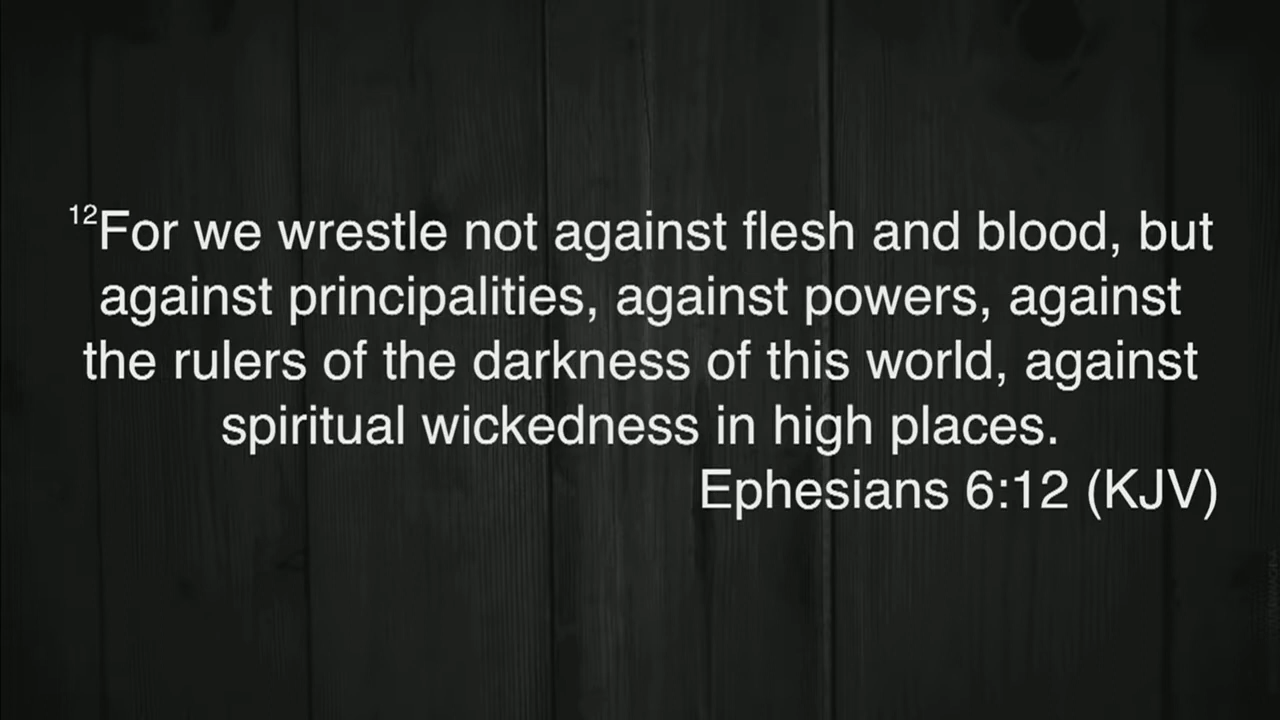 12For we wrestle not against flesh and blood, but
against principalities, against powers, against
the rulers of the darkness of this world, against
spiritual wickedness in high places.
Ephesians 6:12 (KJV)